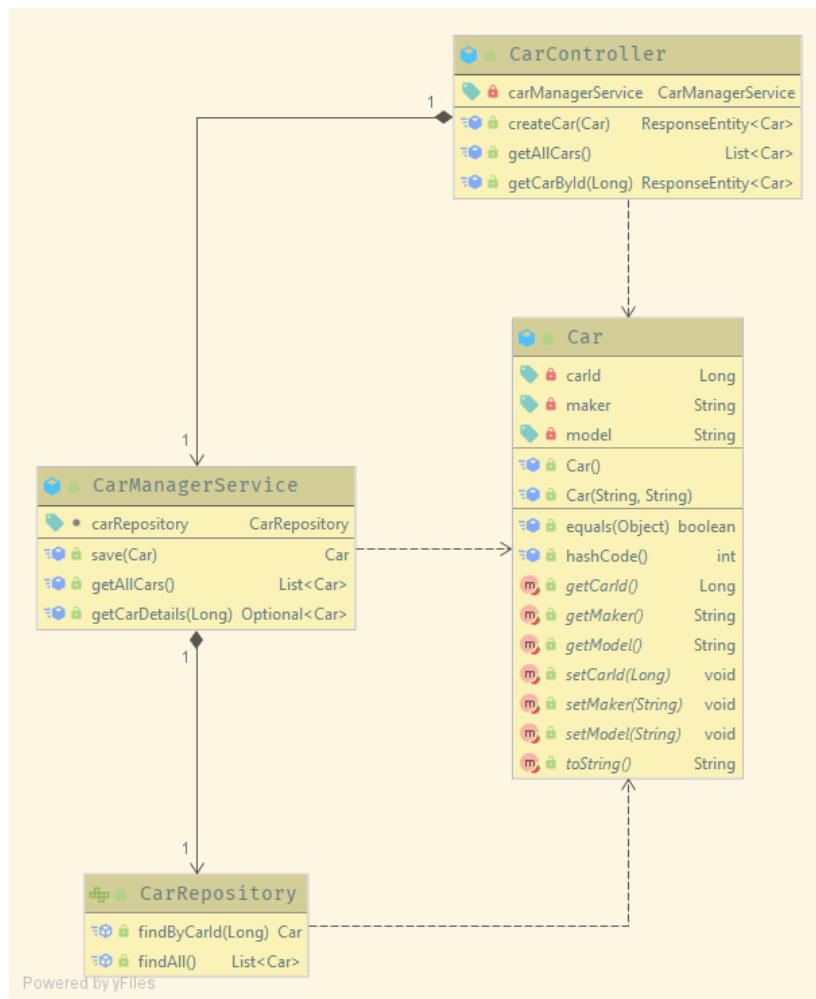 CarController
carManagerService CarManagerService
createCar(Car) ResponseEntity<Car>
getAllCars() List<Car>
getCarById(Long) ResponseEntity<Car>
1
Car
carId Long
maker String
model String
Car()
Car(String, String)
equals(Object) boolean
hashCode() int
getCarId() Long
getMaker() String
getModel() String
setCarId(Long) void
setMaker(String) void
setModel(String) void
toString() String
1
CarManagerService
carRepository CarRepository
save(Car) Car
getAllCars() List<Car>
getCarDetails(Long) Optional<Car>
1
1
CarRepository
findByCarId(Long) Car
findAll() List<Car>
Powered by yFiles